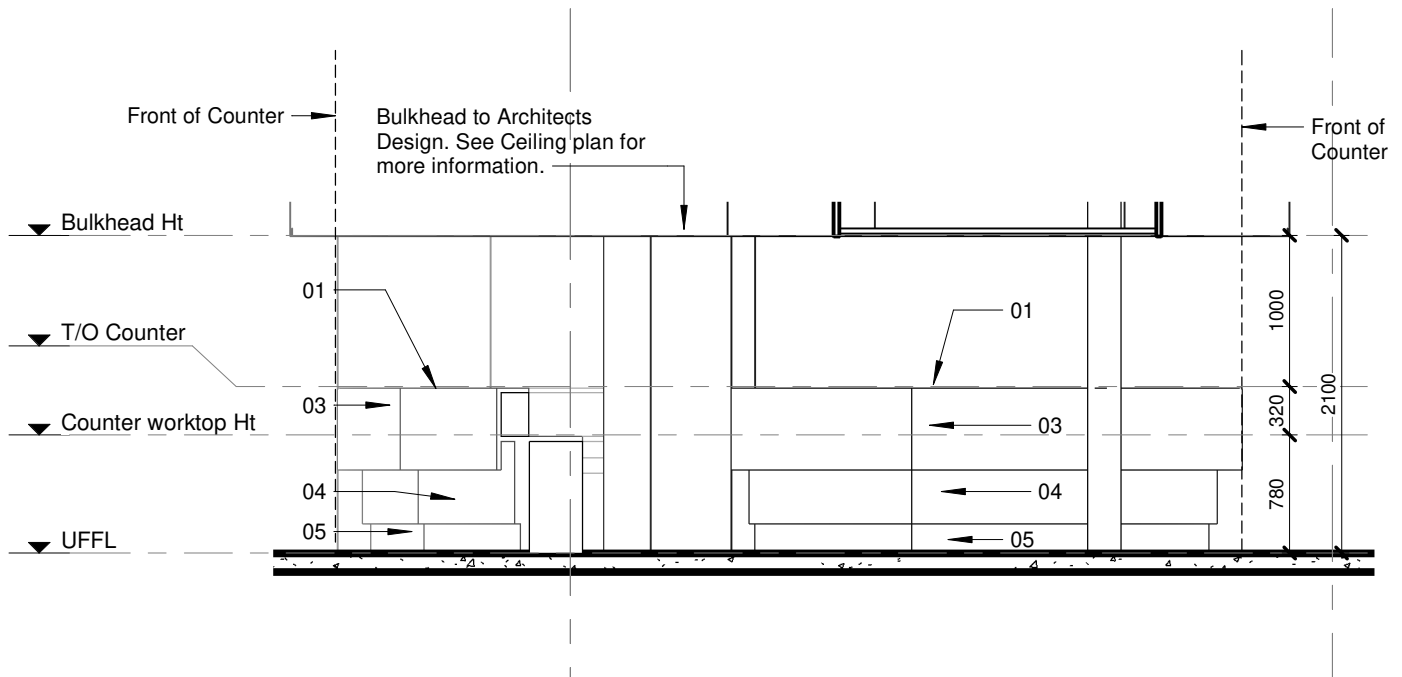 Front of Counter
Bulkhead to Architects
Design. See Ceiling plan for
more information.
Front of
Counter
Bulkhead Ht
01
01
T/O Counter
1000
2100
03
320
Counter worktop Ht
03
04
04
780
05
05
UFFL